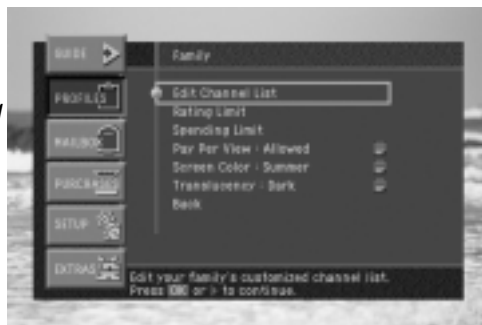 GUIDE
PROFILES
MAILBOX
PURCHASES
SETUP
EXTRAS
Family
Edit Channel List
Rating Limit
Spending Limit
Pay Per View : Allowed
Screen Color : Summer
Translucency : Dark
Back
Edit your family's customized channel list.
Press OK or > to continue.